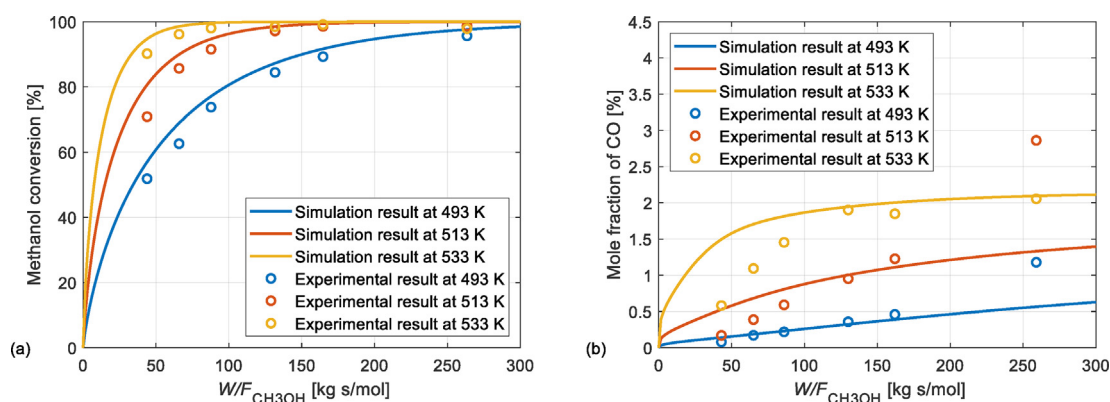 100
80
60
40
20
0
Methanol conversion [%]
Simulation result at 493 K
Simulation result at 513 K
Simulation result at 533 K
Experimental result at 493 K
Experimental result at 513 K
Experimental result at 533 K
0 50 100 150 200 250 300
W/F_CH3OH [kg s/mol]
(a)
4.5
4
3.5
3
2.5
2
1.5
1
0.5
0
Mole fraction of CO [%]
Simulation result at 493 K
Simulation result at 513 K
Simulation result at 533 K
Experimental result at 493 K
Experimental result at 513 K
Experimental result at 533 K
0 50 100 150 200 250 300
W/F_CH3OH [kg s/mol]
(b)